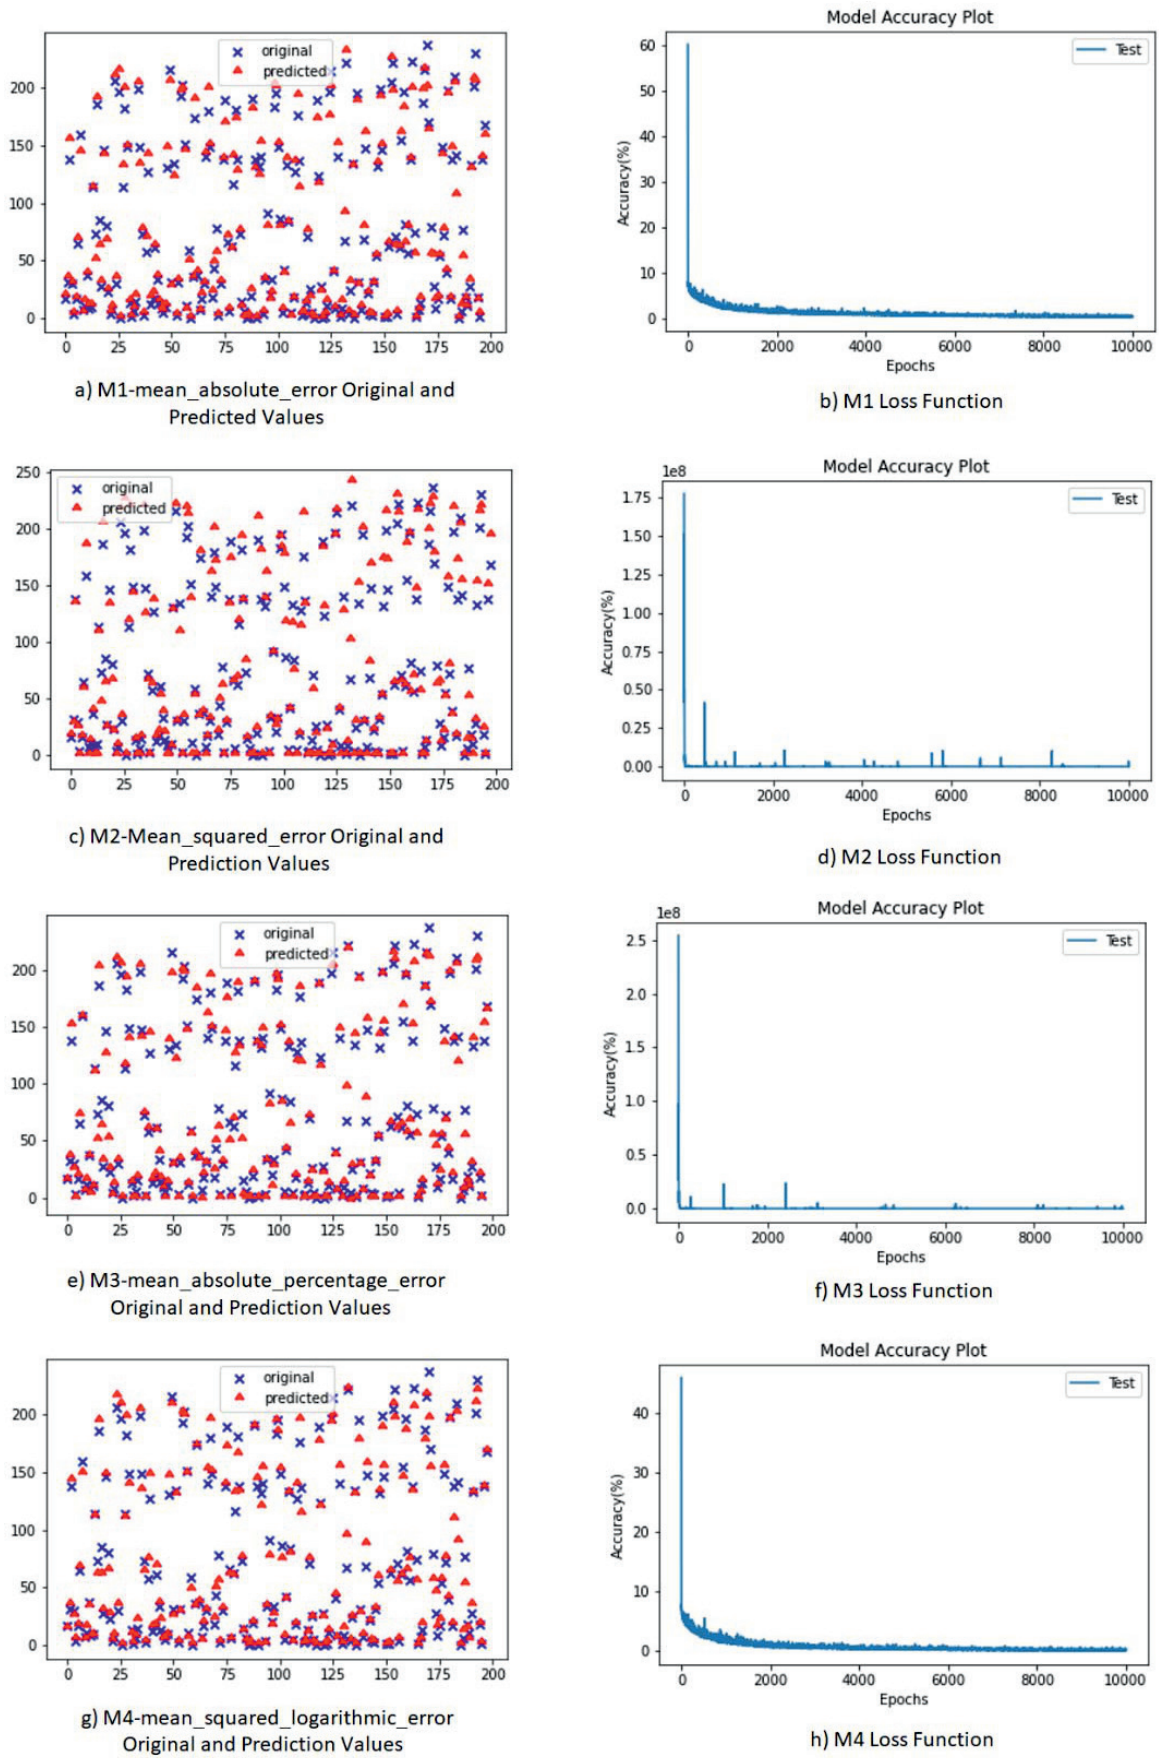 original
predicted
200
150
100
50
0
0 25 50 75 100 125 150 175 200
a) M1-mean_absolute_error Original and
Predicted Values
Model Accuracy Plot
Test
60
50
40
30
20
10
0
Accuracy(%)
0 2000 4000 6000 8000 10000
Epochs
b) M1 Loss Function
original
predicted
250
200
150
100
50
0
0 25 50 75 100 125 150 175 200
c) M2-Mean_squared_error Original and
Prediction Values
Model Accuracy Plot
1e8
Test
1.75
1.50
1.25
1.00
0.75
0.50
0.25
0.00
Accuracy(%)
0 2000 4000 6000 8000 10000
Epochs
d) M2 Loss Function
original
predicted
200
150
100
50
0
0 25 50 75 100 125 150 175 200
e) M3-mean_absolute_percentage_error
Original and Prediction Values
Model Accuracy Plot
1e8
Test
2.5
2.0
1.5
1.0
0.5
0.0
Accuracy(%)
0 2000 4000 6000 8000 10000
Epochs
f) M3 Loss Function
original
predicted
200
150
100
50
0
0 25 50 75 100 125 150 175 200
g) M4-mean_squared_logarithmic_error
Original and Prediction Values
Model Accuracy Plot
Test
40
30
20
10
0
Accuracy(%)
0 2000 4000 6000 8000 10000
Epochs
h) M4 Loss Function